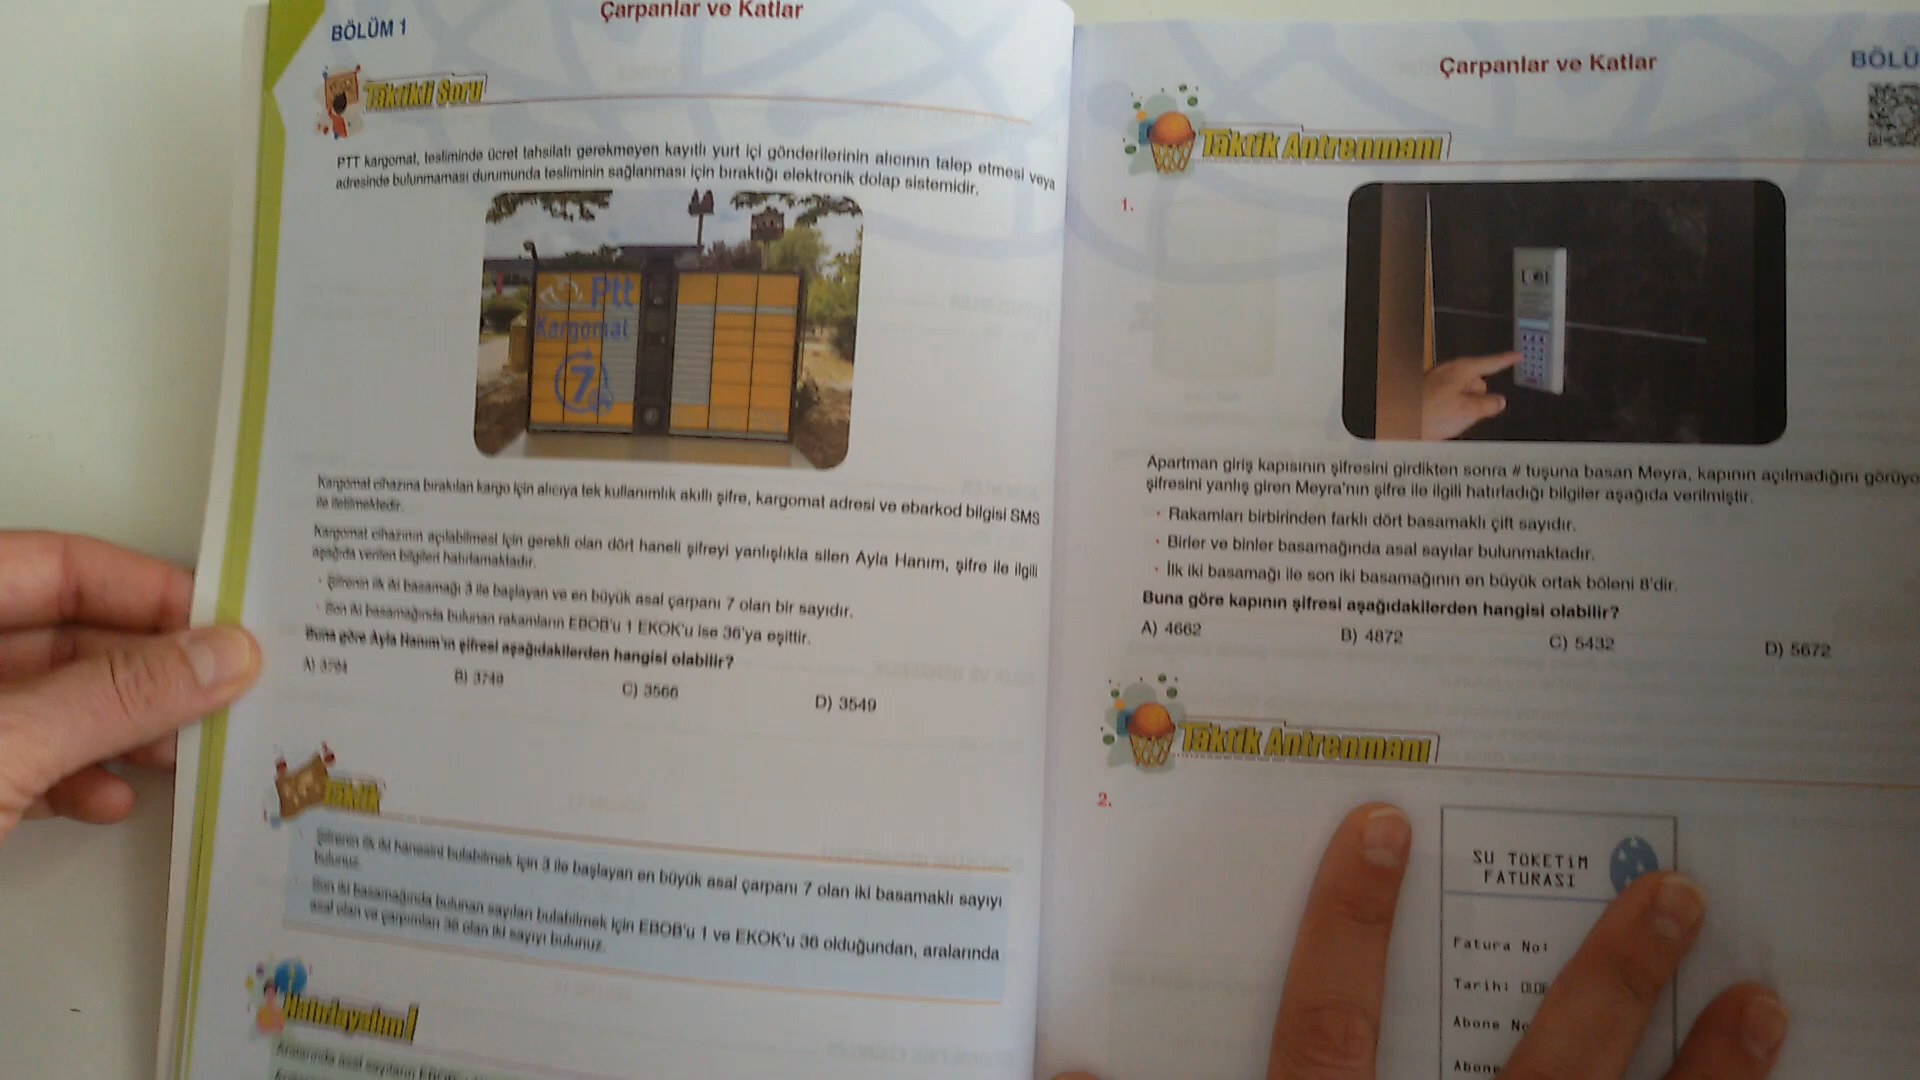 BÖLÜM 1
Çarpanlar ve Katlar
Taktikli Soru
PTT kargomat, tesliminde ücret tahsilatı gerekmeyen kayıtlı yurt içi gönderilerinin alıcının talep etmesi veya
adresinde bulunmaması durumunda tesliminin sağlanması için bıraktığı elektronik dolap sistemidir.
Ptt
Kargomat
7
Kargomat cihazına bırakılan kargo için alıcıya tek kullanımlık akıllı şifre, kargomat adresi ve ebarkod bilgisi SMS
ile iletilmektedir.
Kargomat cihazının açılabilmesi için gerekli olan dört haneli şifreyi yanlışlıkla silen Ayla Hanım, şifre ile ilgili
aşağıda verilen bilgileri hatırlamaktadır.
• Şifrenin ilk iki basamağı 3 ile başlayan ve en büyük asal çarpanı 7 olan bir sayıdır.
• Son iki basamağında bulunan rakamların EBOB'u 1 EKOK'u ise 36'ya eşittir.
Buna göre Ayla Hanım'ın şifresi aşağıdakilerden hangisi olabilir?
A) 3794
B) 3749
C) 3566
D) 3549
Taktik
Şifrenin ilk iki hanesini bulabilmek için 3 ile başlayan en büyük asal çarpanı 7 olan iki basamaklı sayıyı
bulunuz.
Son iki basamağında bulunan sayıları bulabilmek için EBOB'u 1 ve EKOK'u 36 olduğundan, aralarında
asal olan ve çarpımları 36 olan iki sayıyı bulunuz.
Hatırlayalım!
Aralarında asal sayıların
Çarpanlar ve Katlar
BÖLÜ
Taktik Antrenmanı
1.
Apartman giriş kapısının şifresini girdikten sonra # tuşuna basan Meyra, kapının açılmadığını görüyo
şifresini yanlış giren Meyra'nın şifre ile ilgili hatırladığı bilgiler aşağıda verilmiştir.
• Rakamları birbirinden farklı dört basamaklı çift sayıdır.
• Birler ve binler basamağında asal sayılar bulunmaktadır.
• İlk iki basamağı ile son iki basamağının en büyük ortak böleni 8'dir.
Buna göre kapının şifresi aşağıdakilerden hangisi olabilir?
A) 4662
B) 4872
C) 5432
D) 5672
Taktik Antrenmanı
2.
SU TÜKETİM
FATURASI
Fatura No:
Tarih:
Abone No
Abone